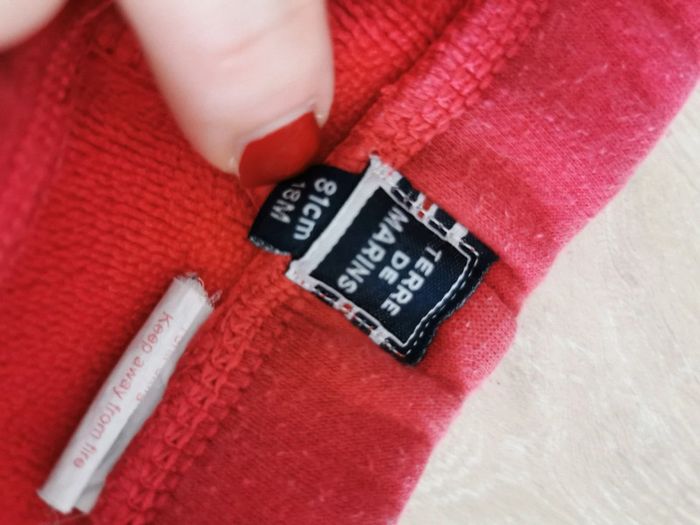 TERRE
DE
MARINS
81cm
18M
Keep away from fire